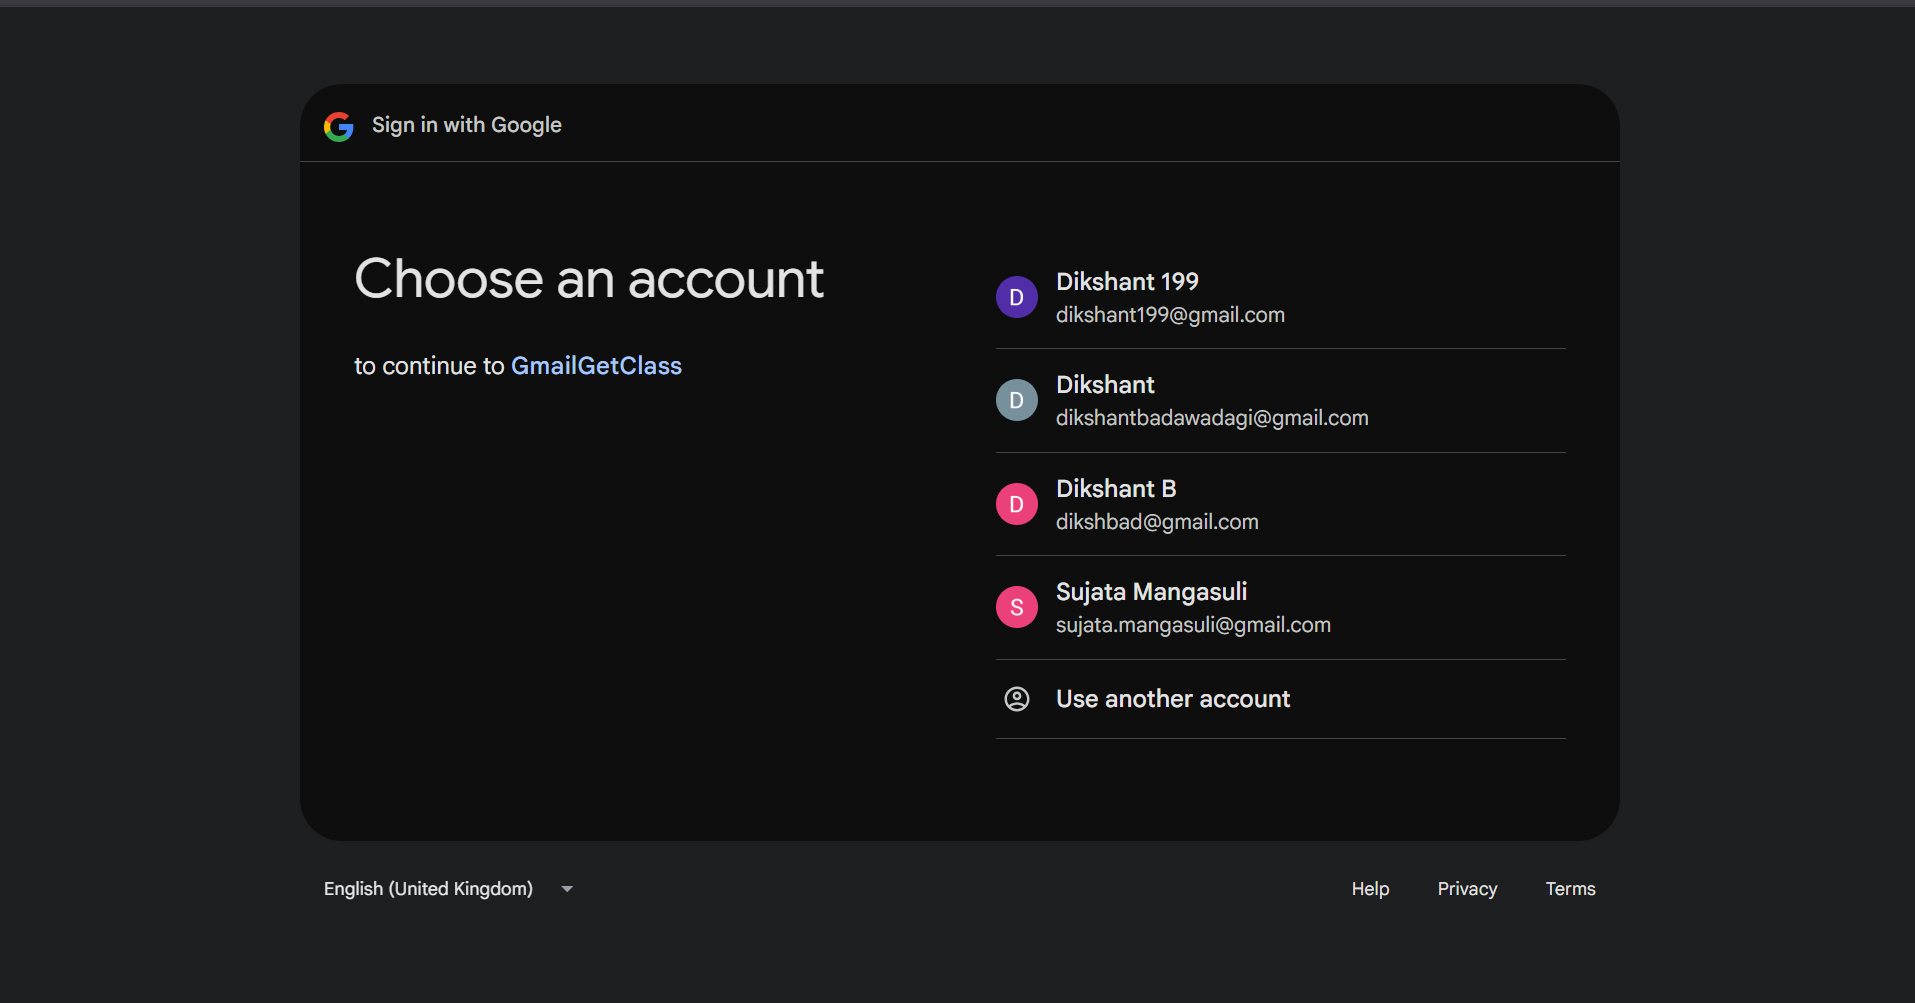 Sign in with Google
Choose an account
to continue to GmailGetClass
D
Dikshant 199
dikshant199@gmail.com
D
Dikshant
dikshantbadawadagi@gmail.com
D
Dikshant B
dikshbad@gmail.com
S
Sujata Mangasuli
sujata.mangasuli@gmail.com
Use another account
English (United Kingdom)
Help Privacy Terms